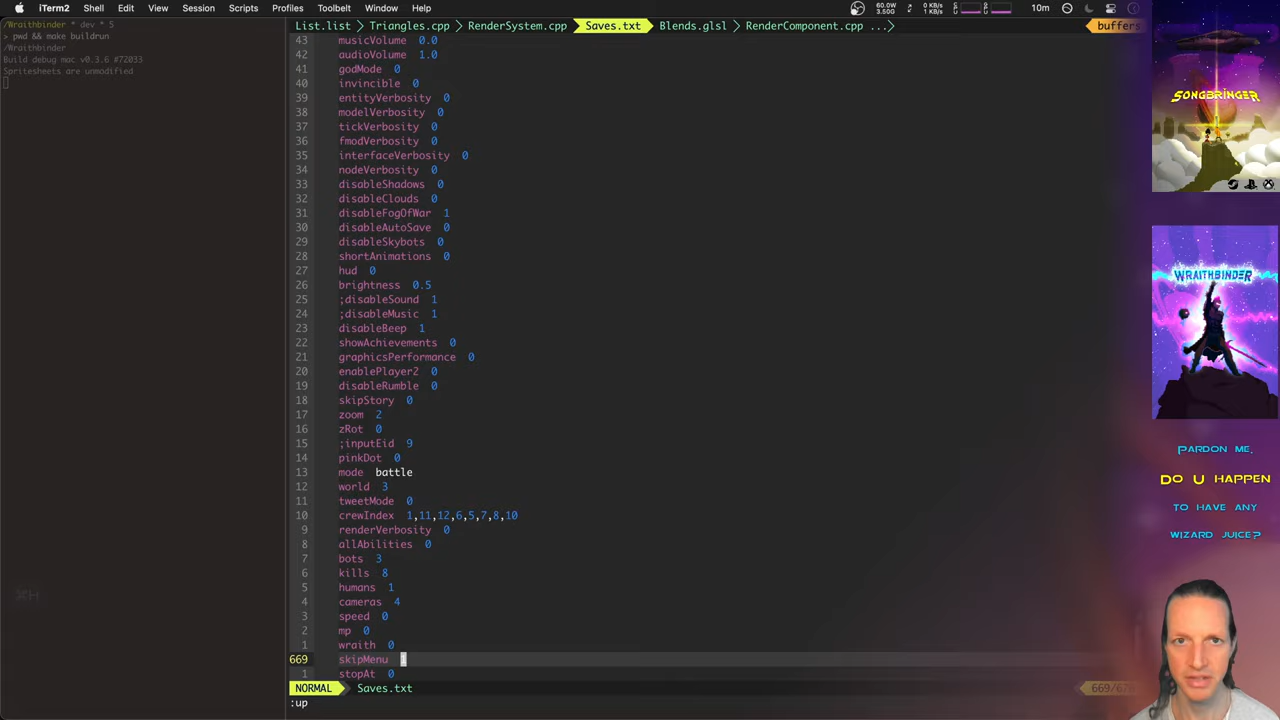 iTerm2 Shell Edit View Session Scripts Profiles Toolbelt Window Help
60.0W
3.50G
0 KB/s
0 KB/s
10m
/Wraithbinder * dev * 5
> pwd && make buildrun
/Wraithbinder
Build debug mac v0.3.6 #72033
Spritesheets are unmodified
⌘H
List.list Triangles.cpp RenderSystem.cpp Saves.txt Blends.glsl RenderComponent.cpp ... buffers
43 musicVolume 0.0
42 audioVolume 1.0
41 godMode 0
40 invincible 0
39 entityVerbosity 0
38 modelVerbosity 0
37 tickVerbosity 0
36 fmodVerbosity 0
35 interfaceVerbosity 0
34 nodeVerbosity 0
33 disableShadows 0
32 disableClouds 0
31 disableFogOfWar 1
30 disableAutoSave 0
29 disableSkybots 0
28 shortAnimations 0
27 hud 0
26 brightness 0.5
25 ;disableSound 1
24 ;disableMusic 1
23 disableBeep 1
22 showAchievements 0
21 graphicsPerformance 0
20 enablePlayer2 0
19 disableRumble 0
18 skipStory 0
17 zoom 2
16 zRot 0
15 ;inputEid 9
14 pinkDot 0
13 mode battle
12 world 3
11 tweetMode 0
10 crewIndex 1,11,12,6,5,7,8,10
9 renderVerbosity 0
8 allAbilities 0
7 bots 3
6 kills 8
5 humans 1
4 cameras 4
3 speed 0
2 mp 0
1 wraith 0
669 skipMenu
1 stopAt 0
NORMAL Saves.txt
:up
SONGBRINGER
WRAITHBINDER
PARDON ME,
DO U HAPPEN
TO HAVE ANY
WIZARD JUICE?